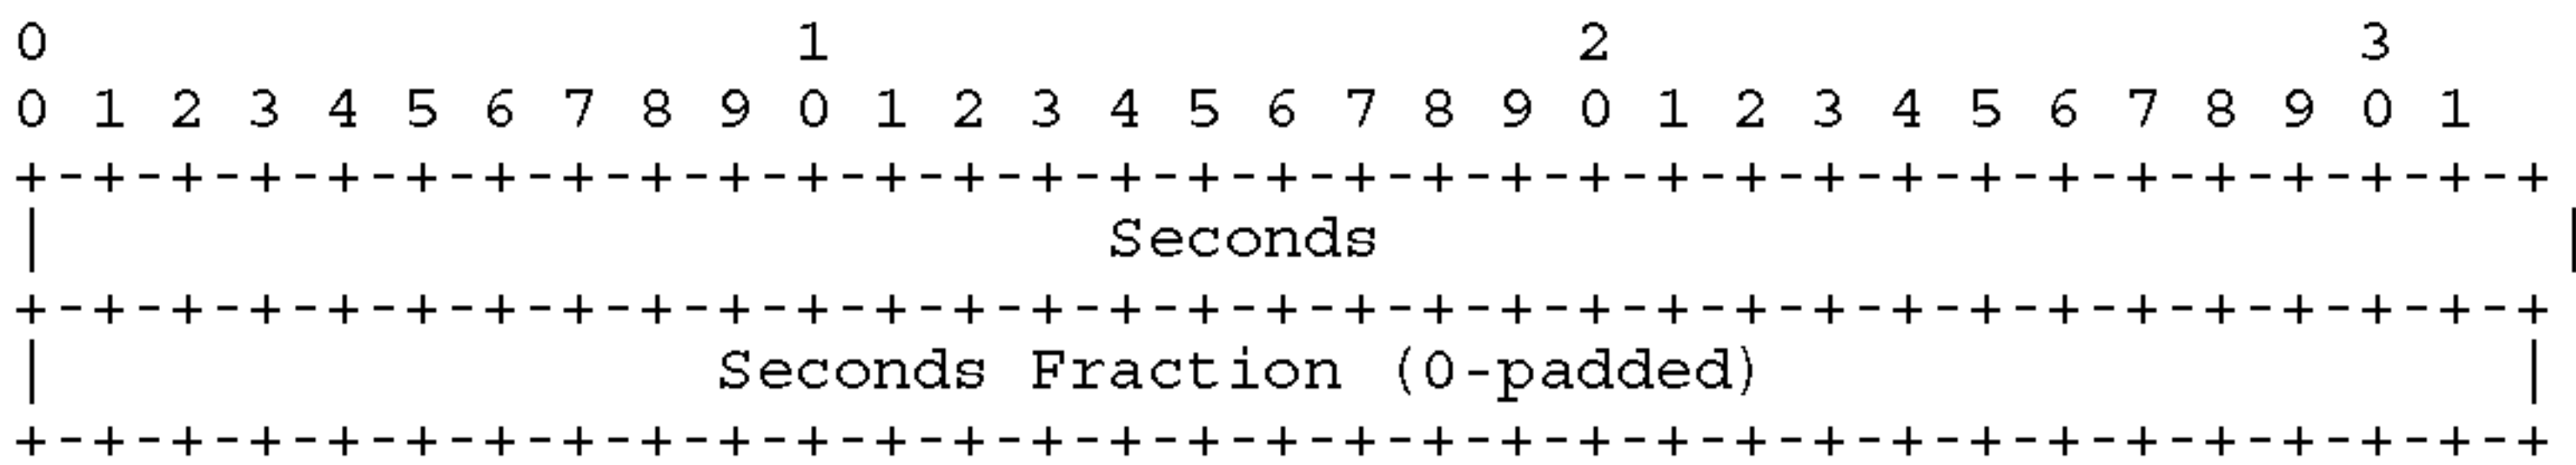 0                   1                   2                   3
0 1 2 3 4 5 6 7 8 9 0 1 2 3 4 5 6 7 8 9 0 1 2 3 4 5 6 7 8 9 0 1
+-+-+-+-+-+-+-+-+-+-+-+-+-+-+-+-+-+-+-+-+-+-+-+-+-+-+-+-+-+-+-+-+
|                           Seconds                              |
+-+-+-+-+-+-+-+-+-+-+-+-+-+-+-+-+-+-+-+-+-+-+-+-+-+-+-+-+-+-+-+-+
|                 Seconds Fraction (0-padded)                   |
+-+-+-+-+-+-+-+-+-+-+-+-+-+-+-+-+-+-+-+-+-+-+-+-+-+-+-+-+-+-+-+-+